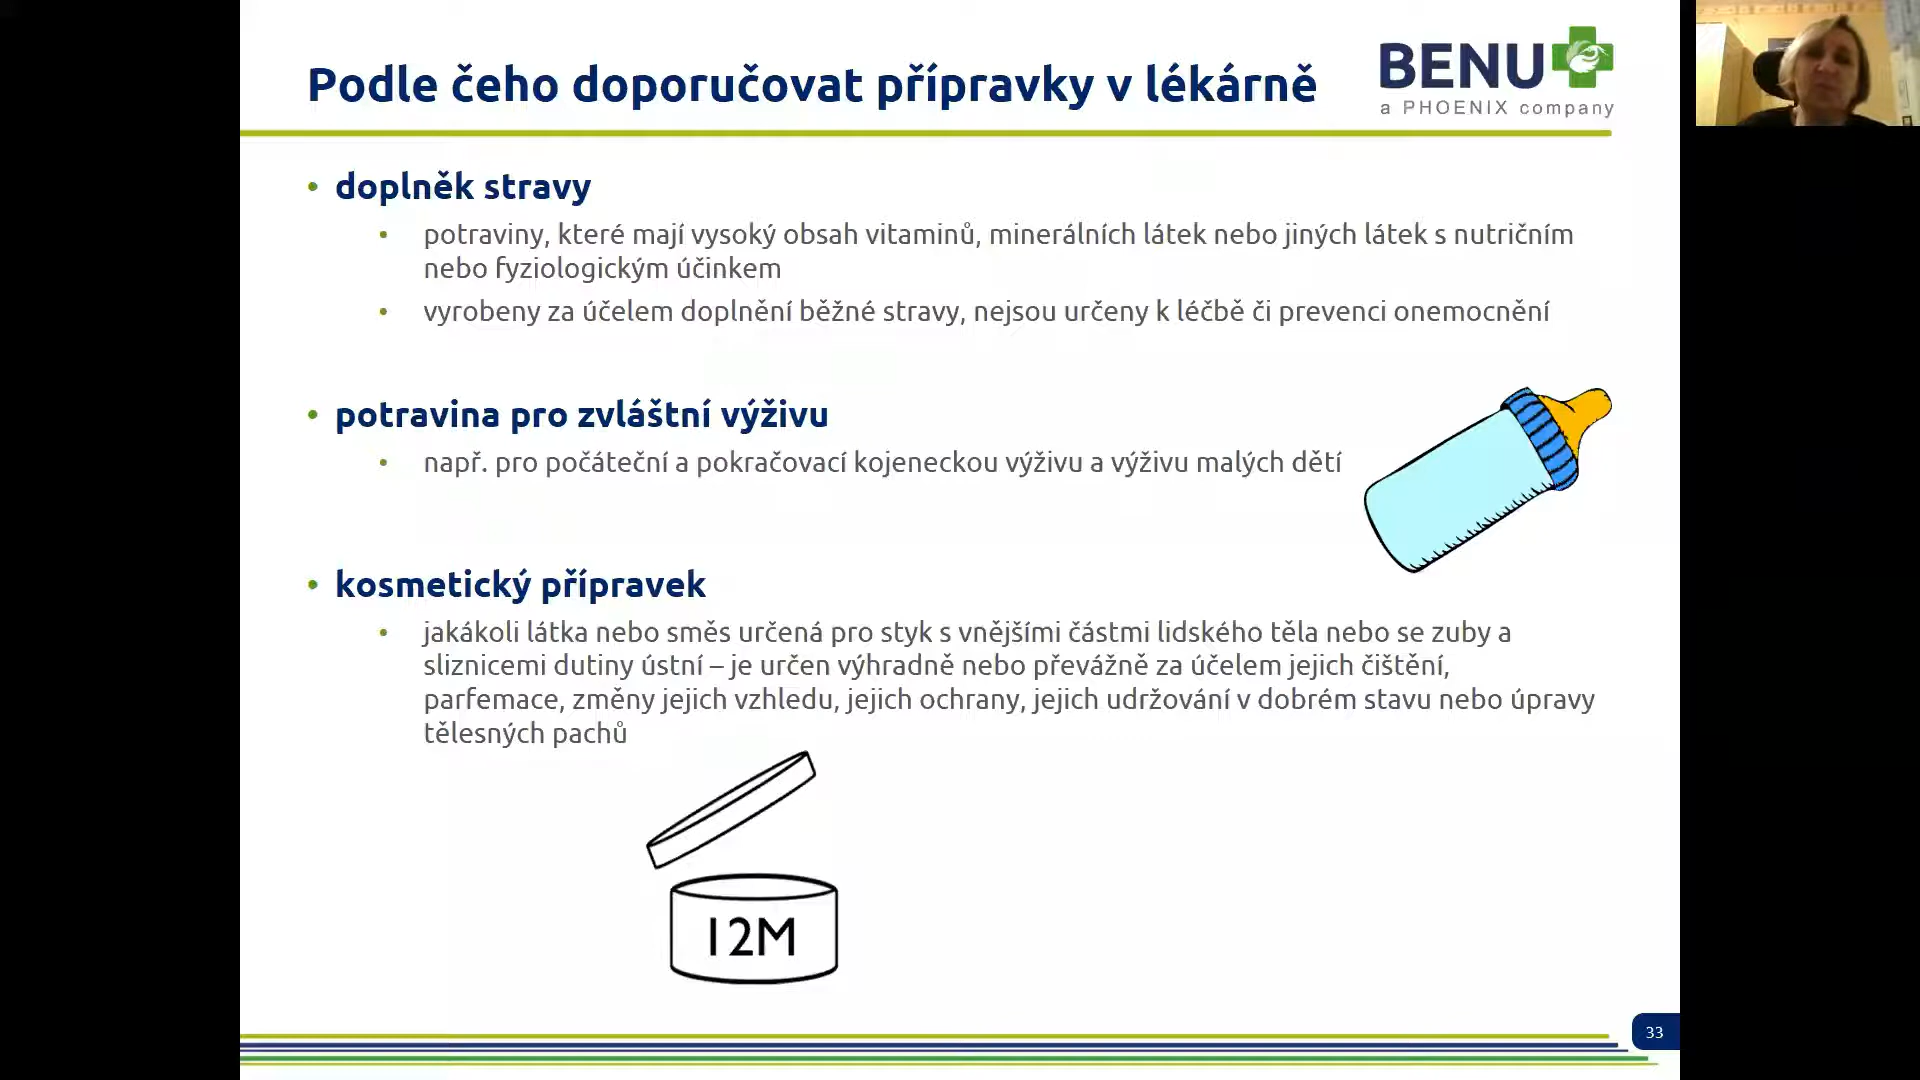 Podle čeho doporučovat přípravky v lékárně
BENU
a PHOENIX company
• doplněk stravy
• potraviny, které mají vysoký obsah vitaminů, minerálních látek nebo jiných látek s nutričním
nebo fyziologickým účinkem
• vyrobeny za účelem doplnění běžné stravy, nejsou určeny k léčbě či prevenci onemocnění
• potravina pro zvláštní výživu
• např. pro počáteční a pokračovací kojeneckou výživu a výživu malých dětí
• kosmetický přípravek
• jakákoli látka nebo směs určená pro styk s vnějšími částmi lidského těla nebo se zuby a
sliznicemi dutiny ústní – je určen výhradně nebo převážně za účelem jejich čištění,
parfemace, změny jejich vzhledu, jejich ochrany, jejich udržování v dobrém stavu nebo úpravy
tělesných pachů
12M
33